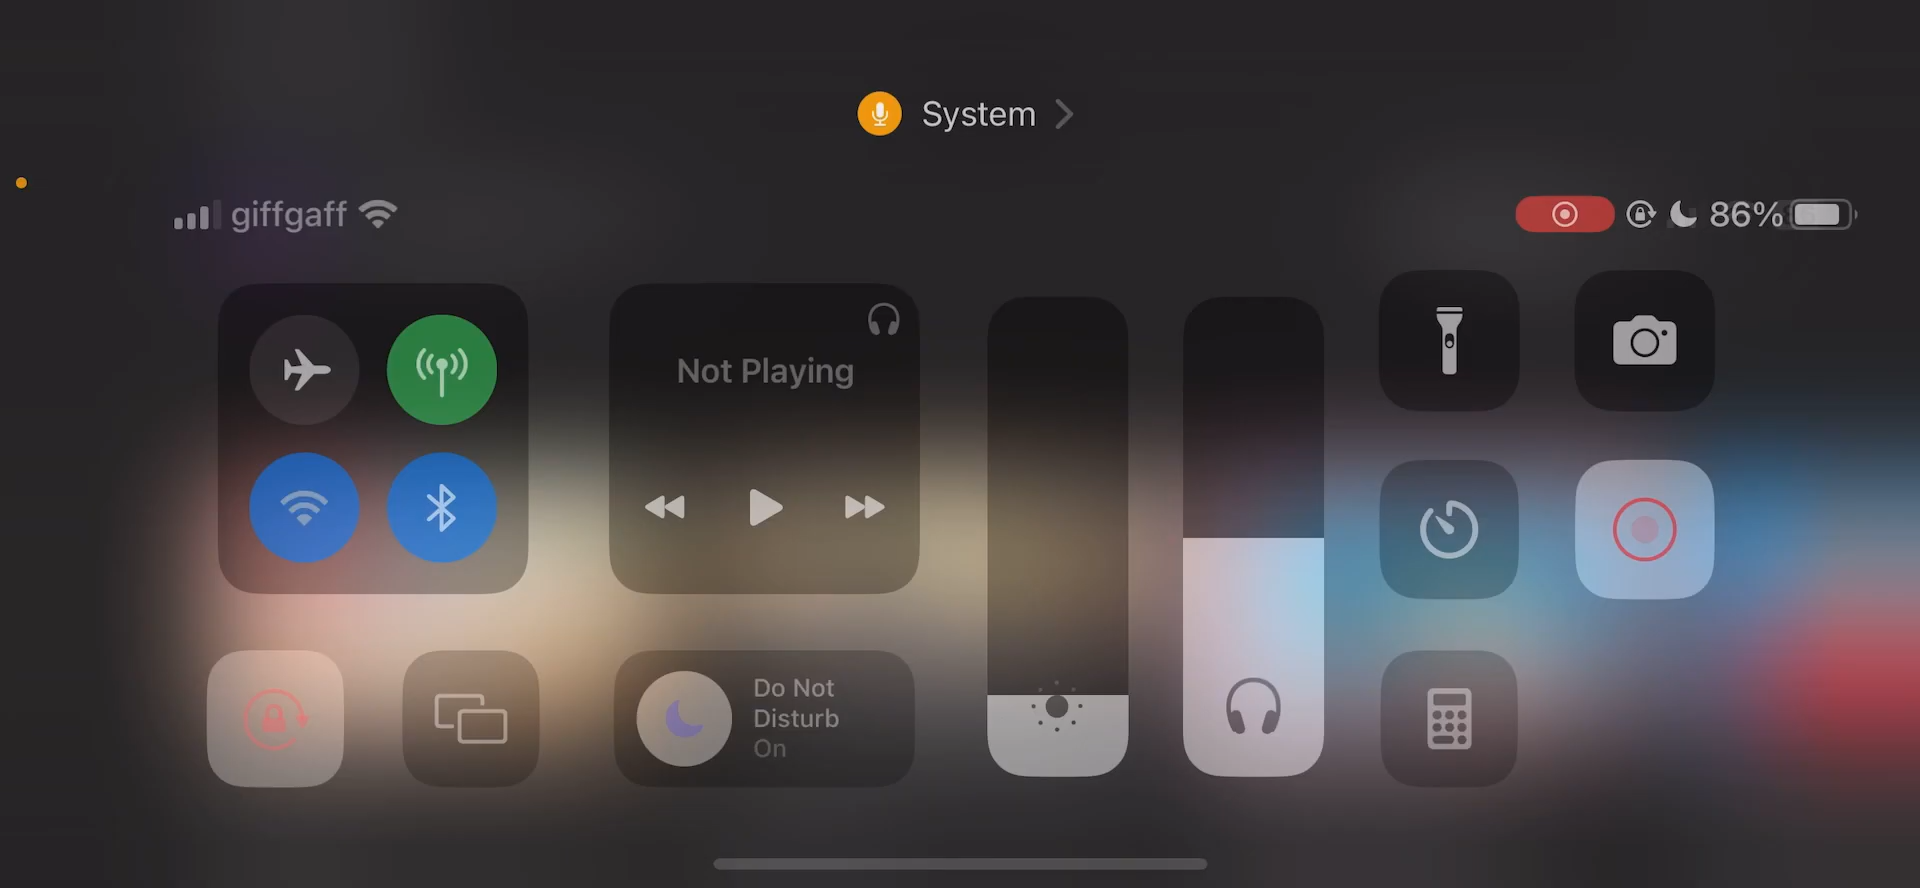 System
giffgaff
86%
Not Playing
Do Not
Disturb
On